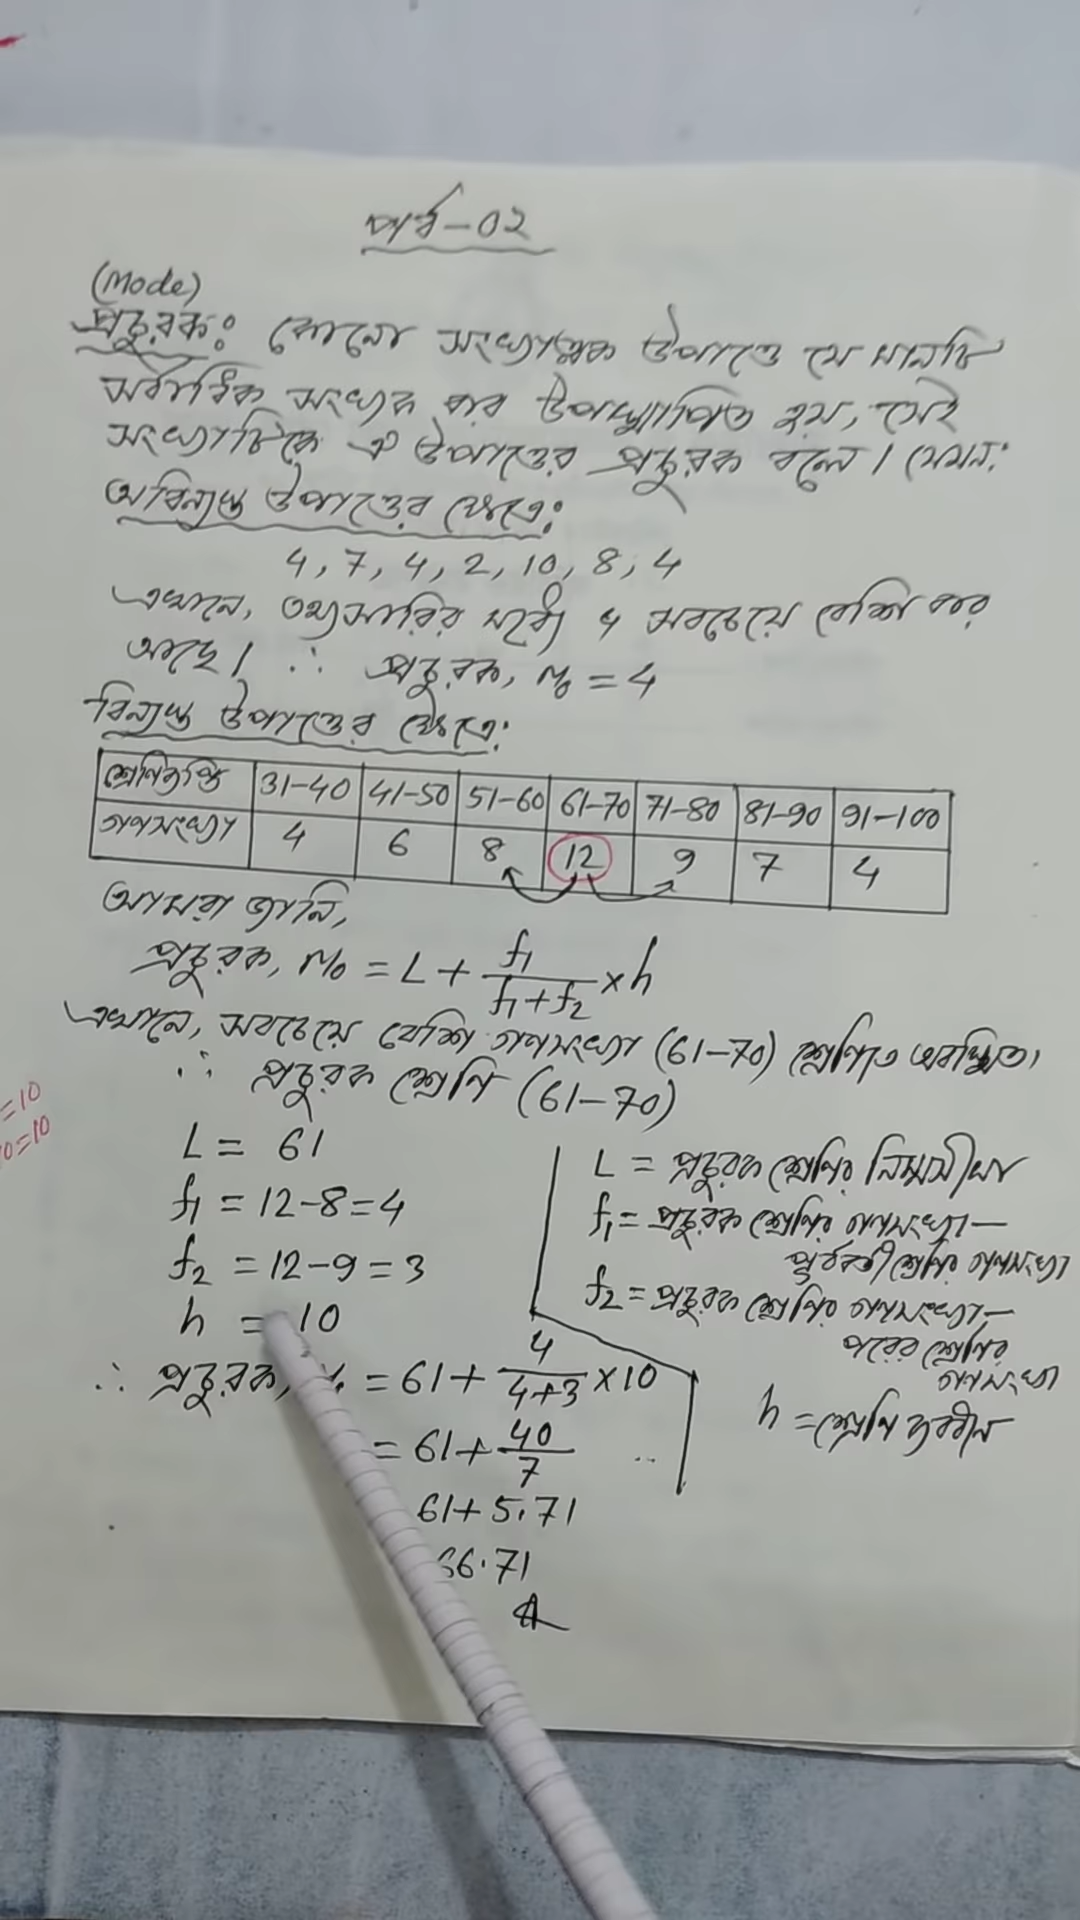 পর্ব-০২
(Mode)
প্রচুরক: কোনো সংখ্যাত্মক উপাত্তে যে মানটি
সর্বাধিক সংখ্যক বার উপস্থাপিত হয়, সেই
সংখ্যাটিকে ঐ উপাত্তের প্রচুরক বলে। যেমন:
অবিন্যস্ত উপাত্তের ক্ষেত্রে:
4, 7, 4, 2, 10, 8, 4
এখানে, তথ্যসারির মধ্যে 4 সবচেয়ে বেশি বার
আছে। ∴ প্রচুরক, M₀ = 4
বিন্যস্ত উপাত্তের ক্ষেত্রে:
শ্রেণিব্যাপ্তি 31-40 41-50 51-60 61-70 71-80 81-90 91-100
গণসংখ্যা 4 6 8 12 9 7 4
আমরা জানি,
প্রচুরক, M₀ = L + f₁/(f₁+f₂) × h
এখানে, সবচেয়ে বেশি গণসংখ্যা (61-70) শ্রেণিতে অবস্থিত।
∴ প্রচুরক শ্রেণি (61-70)
=10
0=10
L = 61
f₁ = 12-8 = 4
f₂ = 12-9 = 3
h = 10
L = প্রচুরক শ্রেণির নিম্নসীমা
f₁ = প্রচুরক শ্রেণির গণসংখ্যা —
পূর্ববর্তী শ্রেণির গণসংখ্যা
f₂ = প্রচুরক শ্রেণির গণসংখ্যা —
পরের শ্রেণির
গণসংখ্যা
h = শ্রেণি ব্যবধান
∴ প্রচুরক, = 61 + 4/(4+3) × 10
= 61 + 40/7
61 + 5.71
66.71